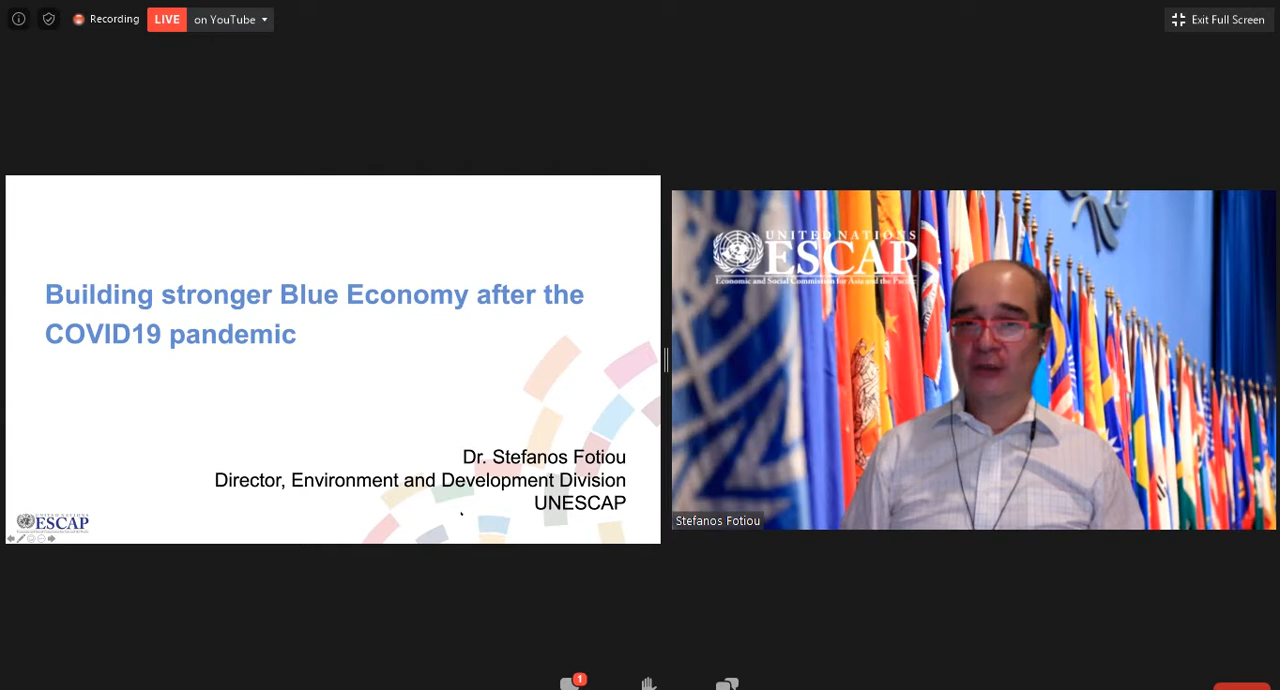 Recording
LIVE
on YouTube
Exit Full Screen
Building stronger Blue Economy after the
COVID19 pandemic
Dr. Stefanos Fotiou
Director, Environment and Development Division
UNESCAP
ESCAP
UNITED NATIONS
ESCAP
Economic and Social Commission for Asia and the Pacific
Stefanos Fotiou
1